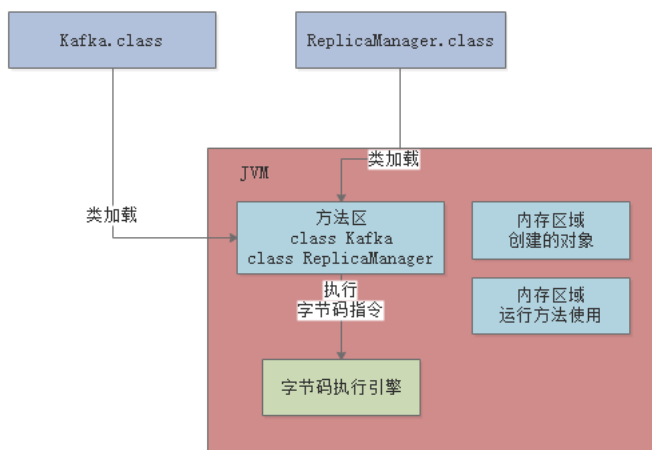 Kafka.class
ReplicaManager.class
类加载
JVM
类加载
方法区
class Kafka
class ReplicaManager
内存区域
创建的对象
执行
字节码指令
内存区域
运行方法使用
字节码执行引擎